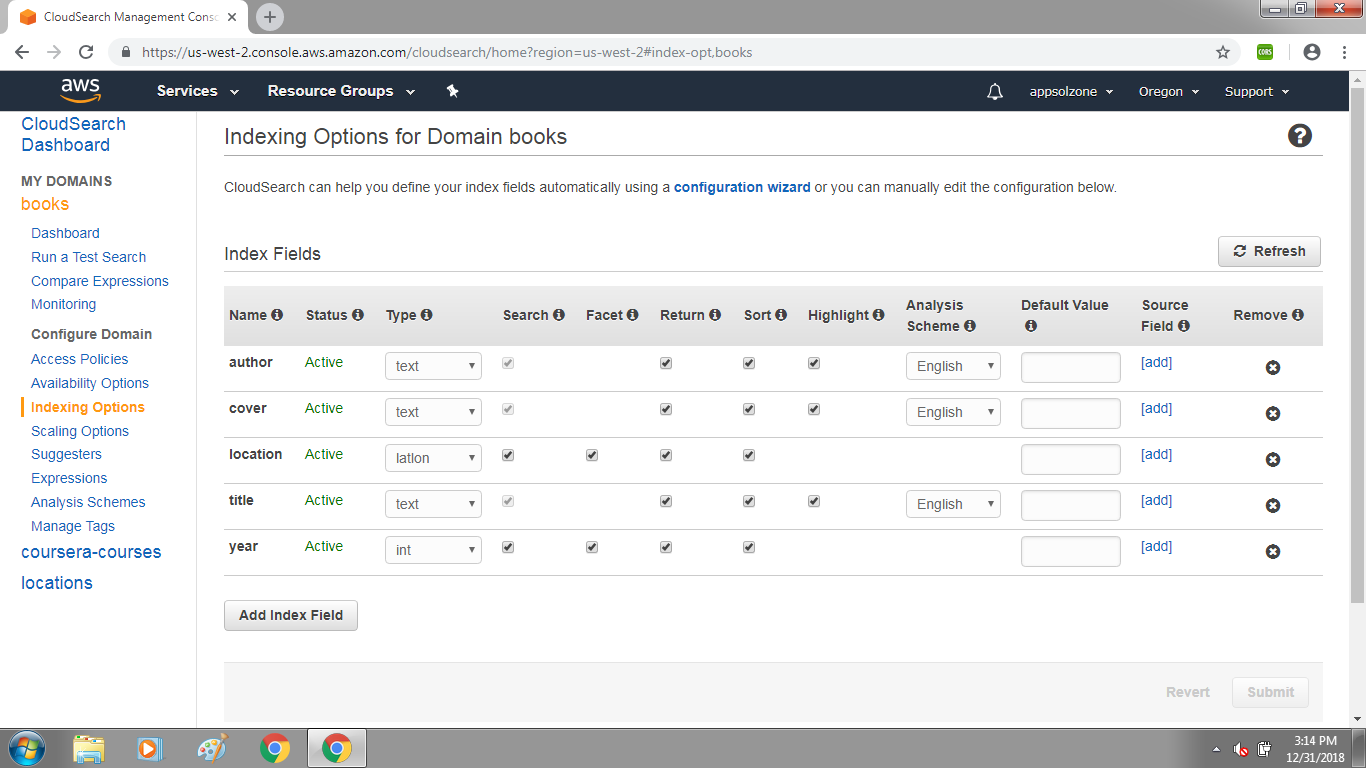 CloudSearch Management Conso
https://us-west-2.console.aws.amazon.com/cloudsearch/home?region=us-west-2#index-opt,books
CORS
aws Services Resource Groups appsolzone Oregon Support
CloudSearch
Dashboard
MY DOMAINS
books
Dashboard
Run a Test Search
Compare Expressions
Monitoring
Configure Domain
Access Policies
Availability Options
Indexing Options
Scaling Options
Suggesters
Expressions
Analysis Schemes
Manage Tags
coursera-courses
locations
Indexing Options for Domain books
CloudSearch can help you define your index fields automatically using a configuration wizard or you can manually edit the configuration below.
Index Fields
Refresh
Name Status Type Search Facet Return Sort Highlight Analysis Scheme Default Value Source Field Remove
author Active text English [add]
cover Active text English [add]
location Active latlon [add]
title Active text English [add]
year Active int [add]
Add Index Field
Revert Submit
3:14 PM
12/31/2018